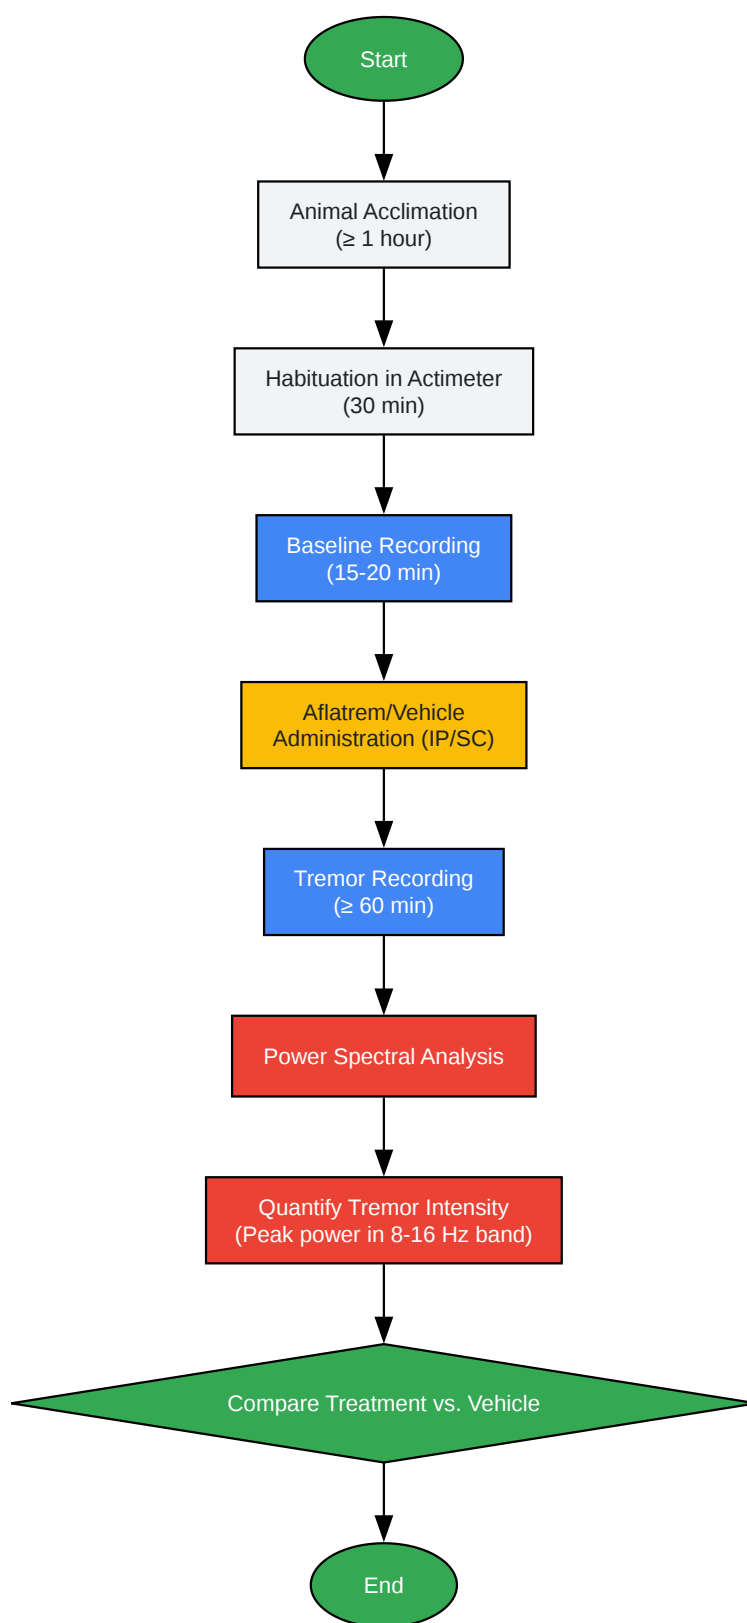 Start
Animal Acclimation
(≥ 1 hour)
Habituation in Actimeter
(30 min)
Baseline Recording
(15-20 min)
Aflatrem/Vehicle
Administration (IP/SC)
Tremor Recording
(≥ 60 min)
Power Spectral Analysis
Quantify Tremor Intensity
(Peak power in 8-16 Hz band)
Compare Treatment vs. Vehicle
End